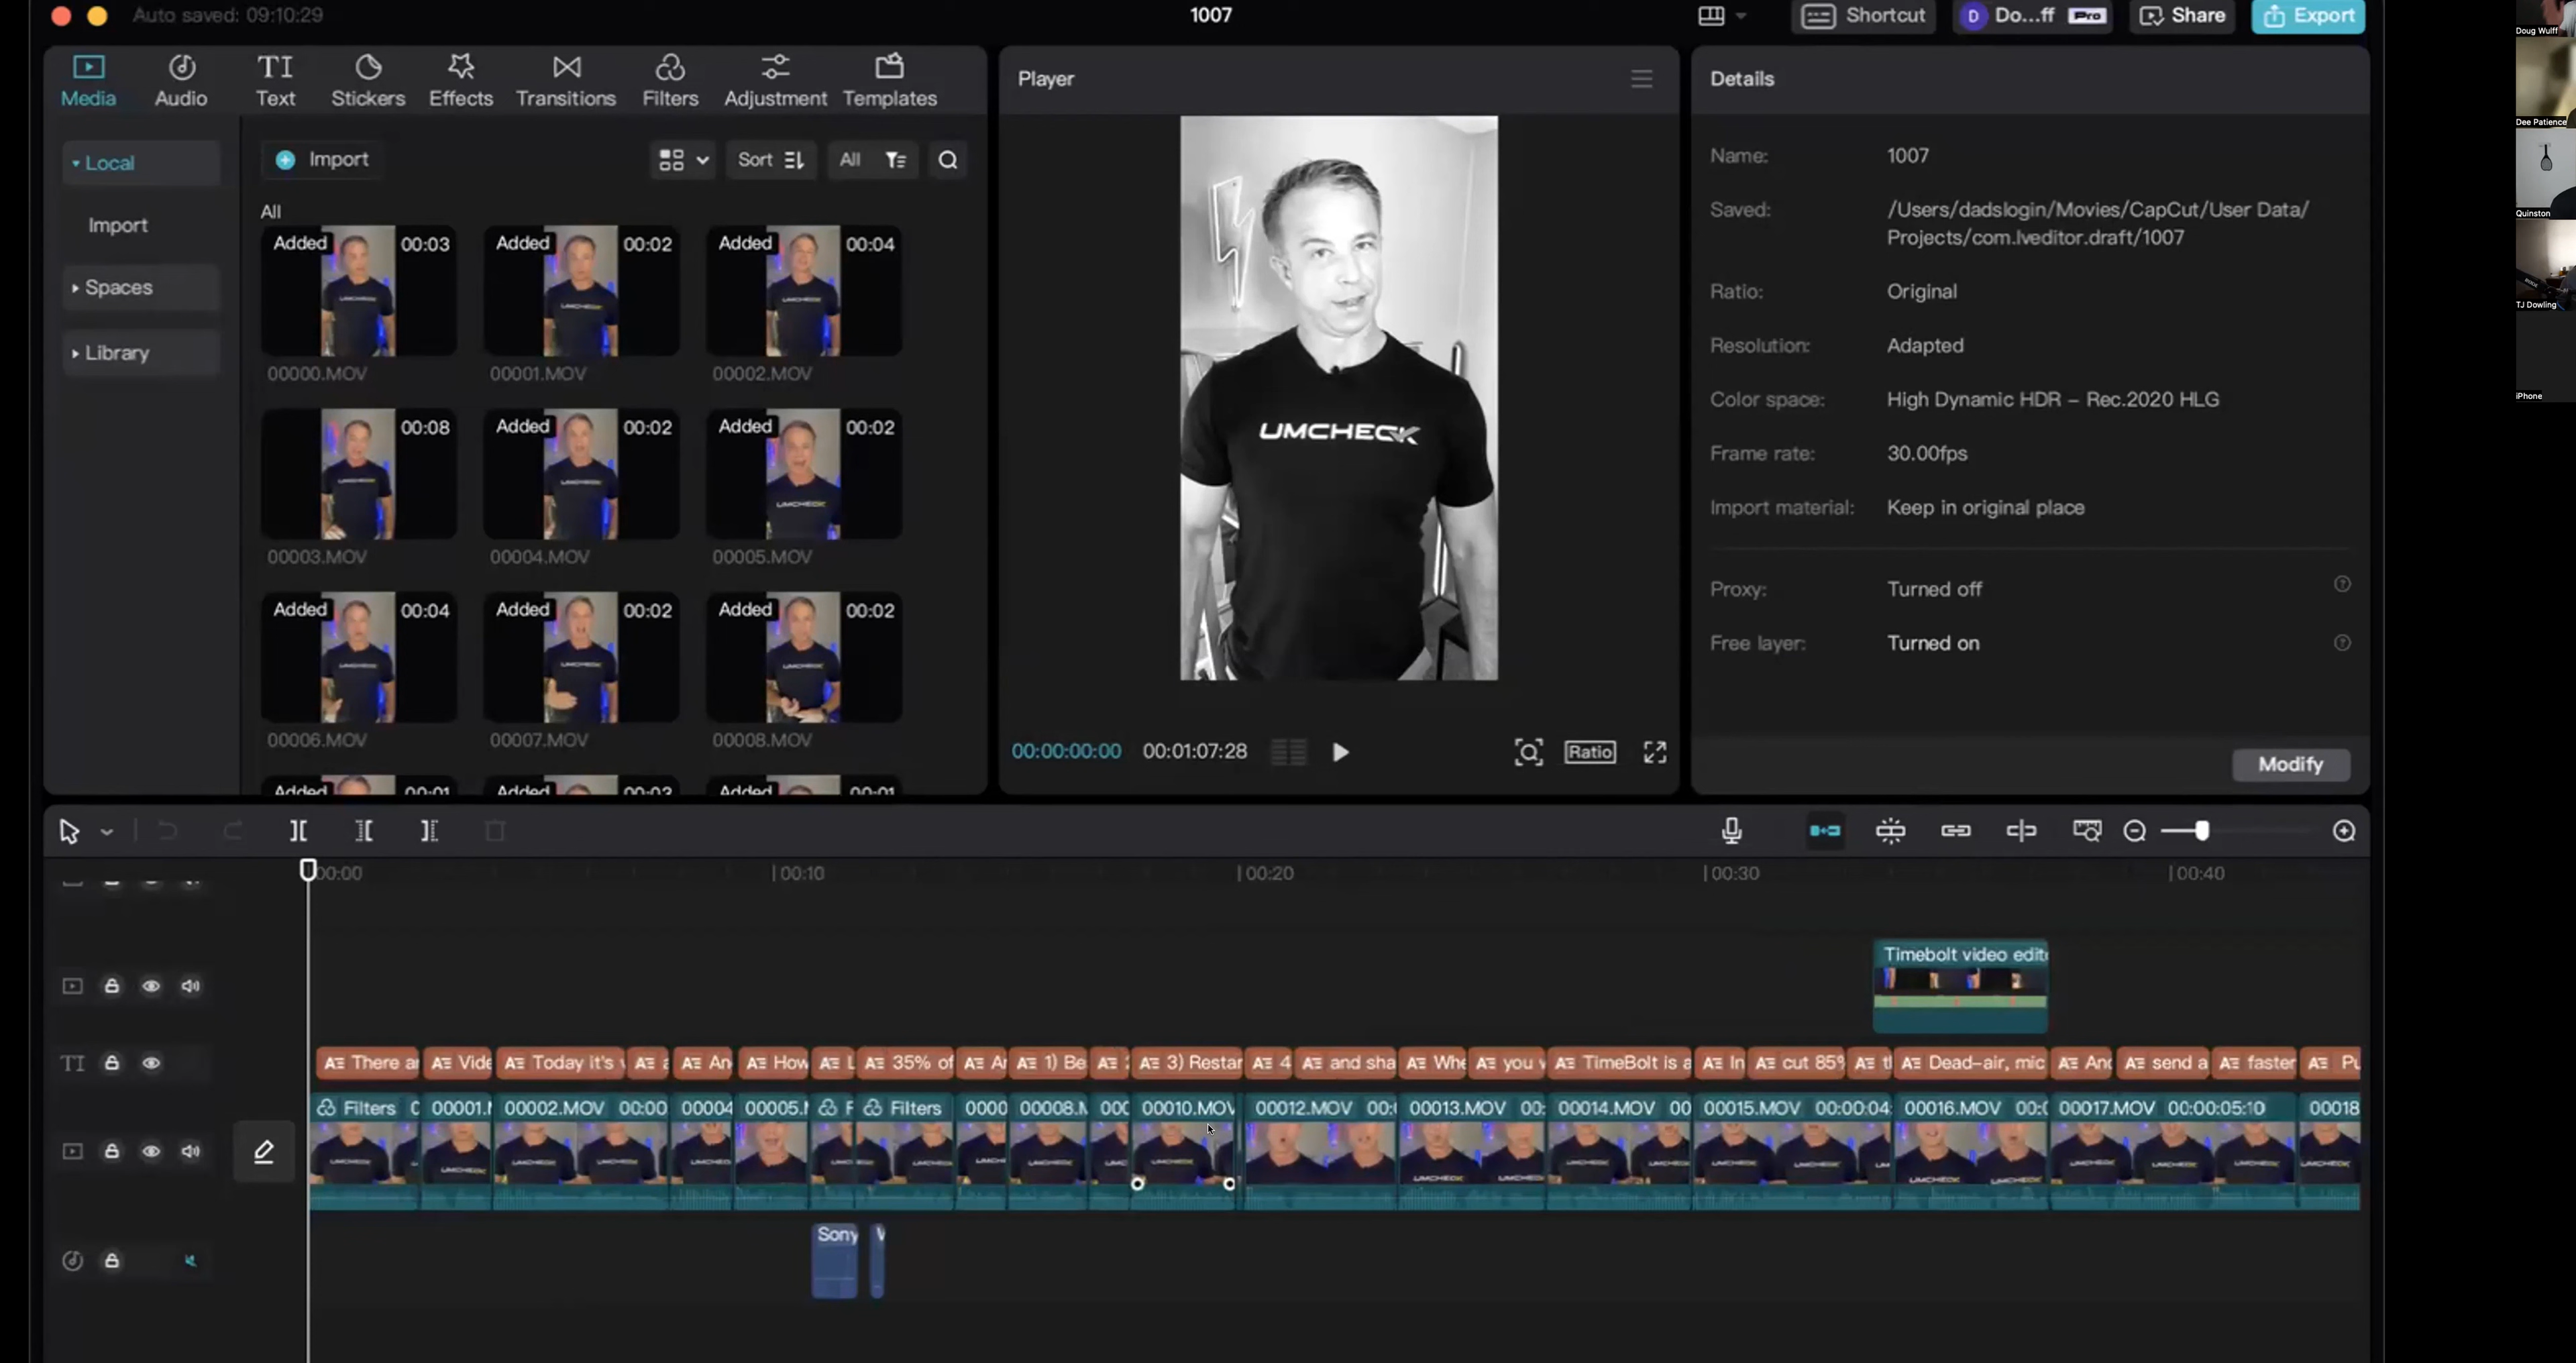 Auto saved: 09:10:29
1007
Shortcut
D Do...ff Pro
Share
Export
Media
Audio
TI
Text
Stickers
Effects
Transitions
Filters
Adjustment
Templates
Local
Import
Spaces
Library
Import
Sort
All
All
Added 00:03
00000.MOV
Added 00:02
00001.MOV
Added 00:04
00002.MOV
00:08
00003.MOV
Added 00:02
00004.MOV
Added 00:02
00005.MOV
Added 00:04
00006.MOV
Added 00:02
00007.MOV
Added 00:02
00008.MOV
Added 00:01
Added 00:03
Added 00:01
Player
UMCHECK
00:00:00:00 00:01:07:28
Ratio
Details
Name: 1007
Saved: /Users/dadslogin/Movies/CapCut/User Data/
Projects/com.lveditor.draft/1007
Ratio: Original
Resolution: Adapted
Color space: High Dynamic HDR – Rec.2020 HLG
Frame rate: 30.00fps
Import material: Keep in original place
Proxy: Turned off
Free layer: Turned on
Modify
Doug Wulff
Dee Patience
Quinston
TJ Dowling
iPhone
00:00 00:10 00:20 00:30 00:40
Timebolt video edit
TI
There ar
Vide
Today it's
An
How
35% of
Ar
1) Be
3) Restar
4
and sha
Whe
you
TimeBolt is a
In
cut 85%
Dead-air, mic
And
send a
faster
Pu
Filters
00001.
00002.MOV 00:00
00004
00005.
F
Filters
0000
00008.M
000
00010.MOV
00012.MOV 00:
00013.MOV 00:
00014.MOV 00
00015.MOV 00:00:04:
00016.MOV 00:
00017.MOV 00:00:05:10
00018
Sony